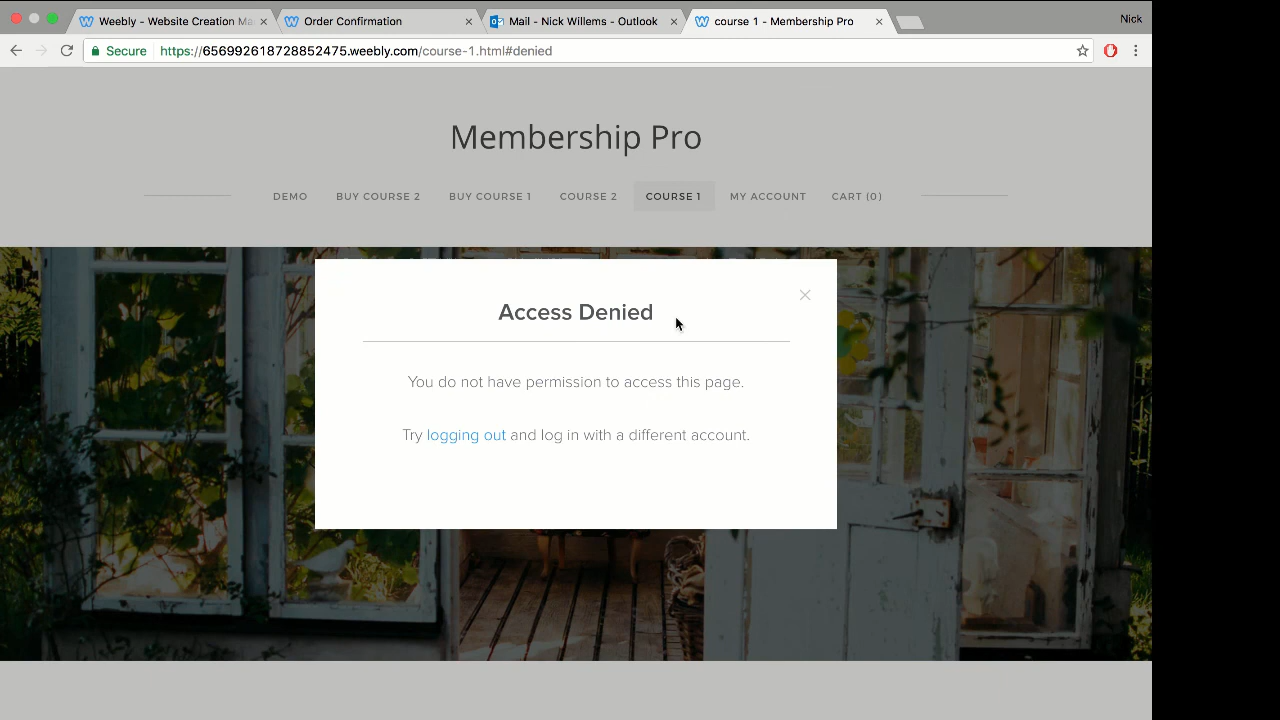 Weebly - Website Creation Ma
Order Confirmation
Mail - Nick Willems - Outlook
course 1 - Membership Pro
Nick
Secure
https://656992618728852475.weebly.com/course-1.html#denied
Membership Pro
DEMO BUY COURSE 2 BUY COURSE 1 COURSE 2 COURSE 1 MY ACCOUNT CART (0)
Access Denied
You do not have permission to access this page.
Try logging out and log in with a different account.